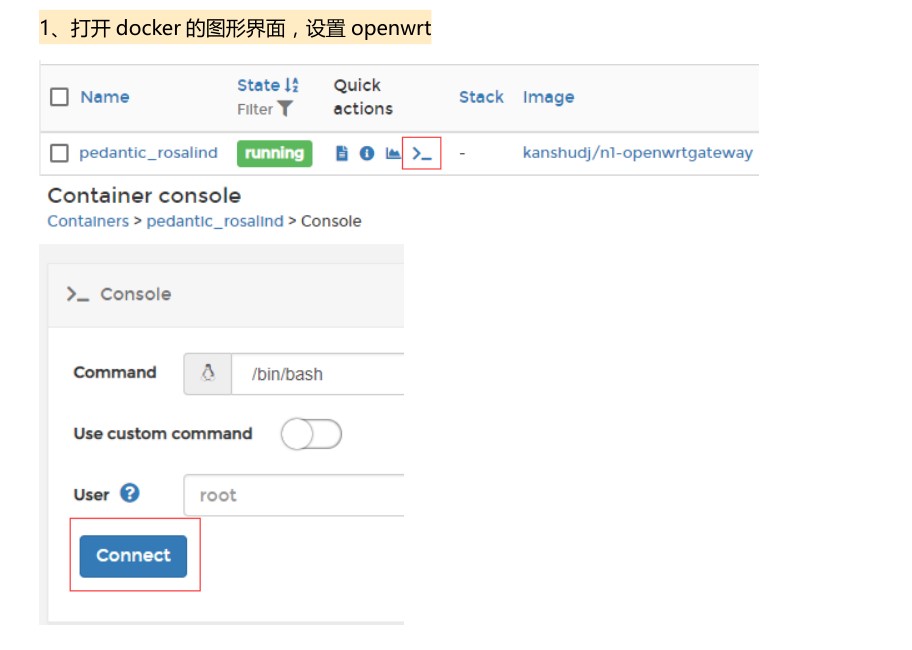 1、打开 docker 的图形界面，设置 openwrt
Name State Filter Quick actions Stack Image
pedantic_rosalind running >_ - kanshudj/n1-openwrtgateway
Container console
Containers > pedantic_rosalind > Console
>_ Console
Command /bin/bash
Use custom command
User ? root
Connect